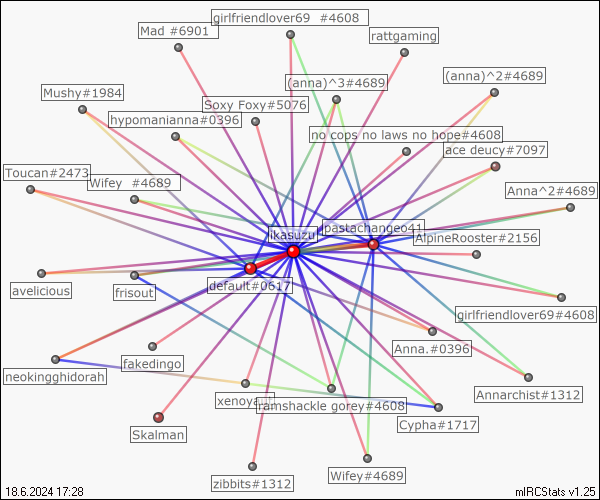 girlfriendlover69 #4608
Mad #6901
rattgaming
(anna)^3#4689
(anna)^2#4689
Mushy#1984
Soxy Foxy#5076
hypomanianna#0396
no cops no laws no hope#4608
ace deucy#7097
Toucan#2473
Wifey #4689
Anna^2#4689
ikasuzu
pastachangeo41
AlpineRooster#2156
default#0617
avelicious
frisout
girlfriendlover69#4608
Anna.#0396
fakedingo
neokingghidorah
Annarchist#1312
ramshackle gorey#4608
Cypha#1717
Skalman
Wifey#4689
zibbits#1312
18.6.2024 17:28
mIRCStats v1.25